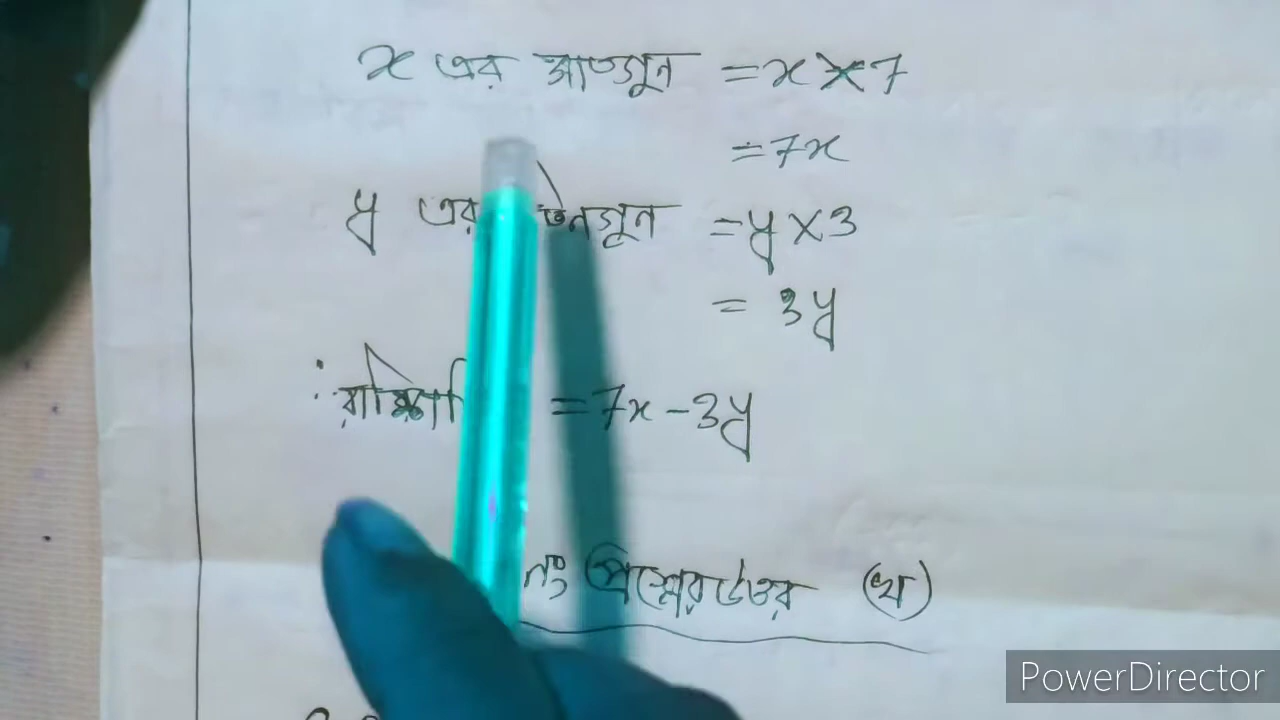 x এর সাতগুন = x × 7
= 7x
y এর তিনগুন = y × 3
= 3y
∴ রাশিটি = 7x - 3y
নং প্রশ্নের উত্তর (খ)
PowerDirector